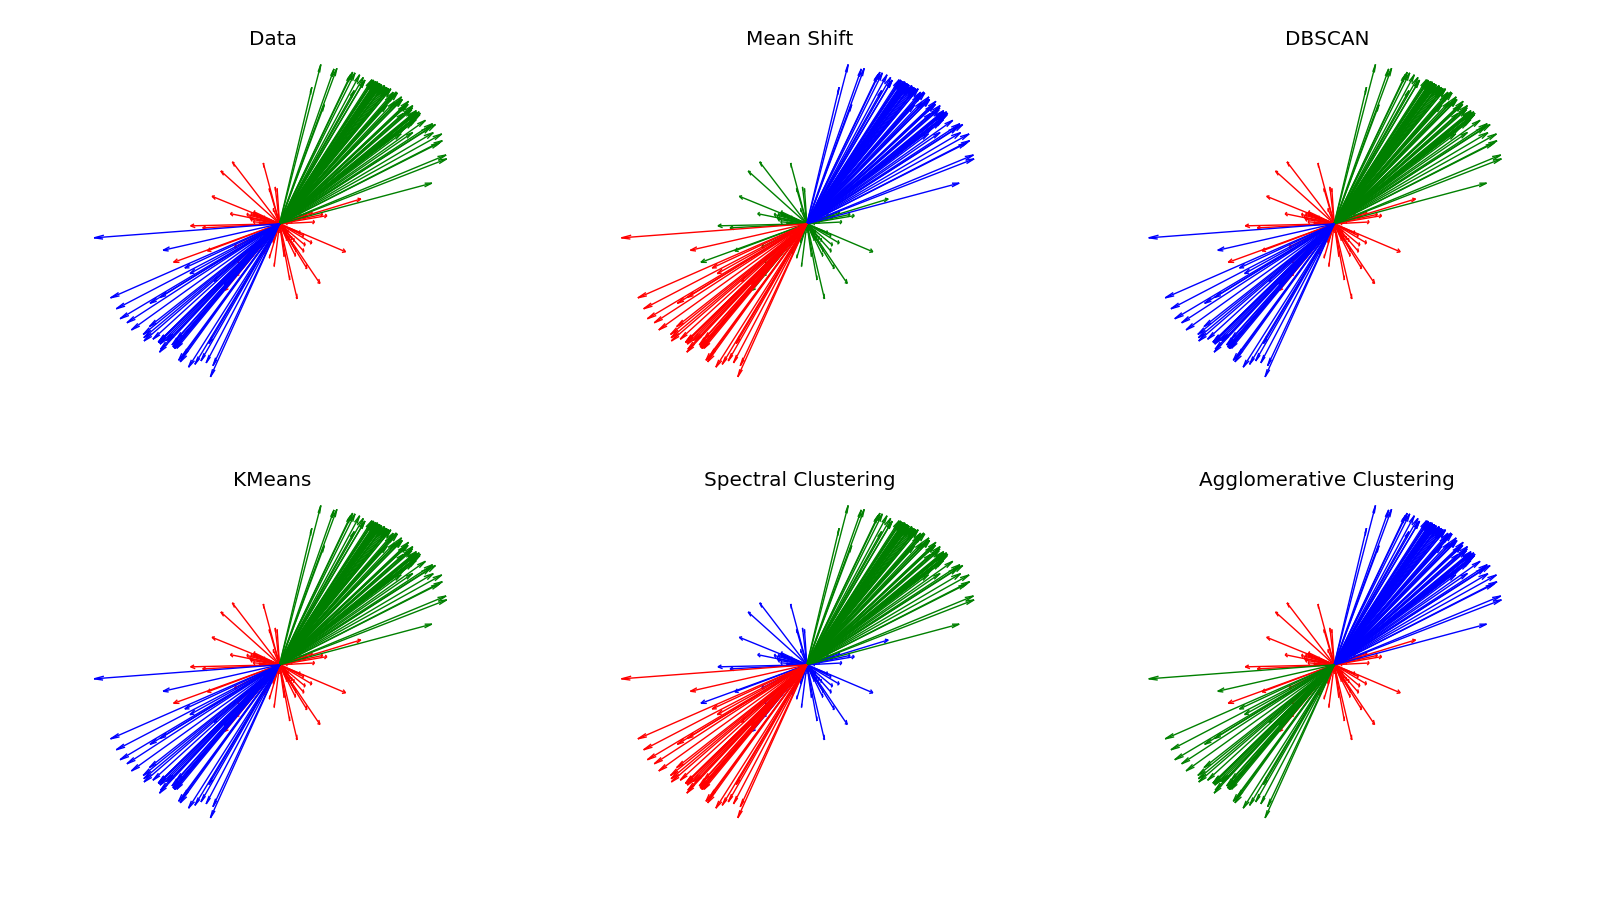 Data
Mean Shift
DBSCAN
KMeans
Spectral Clustering
Agglomerative Clustering